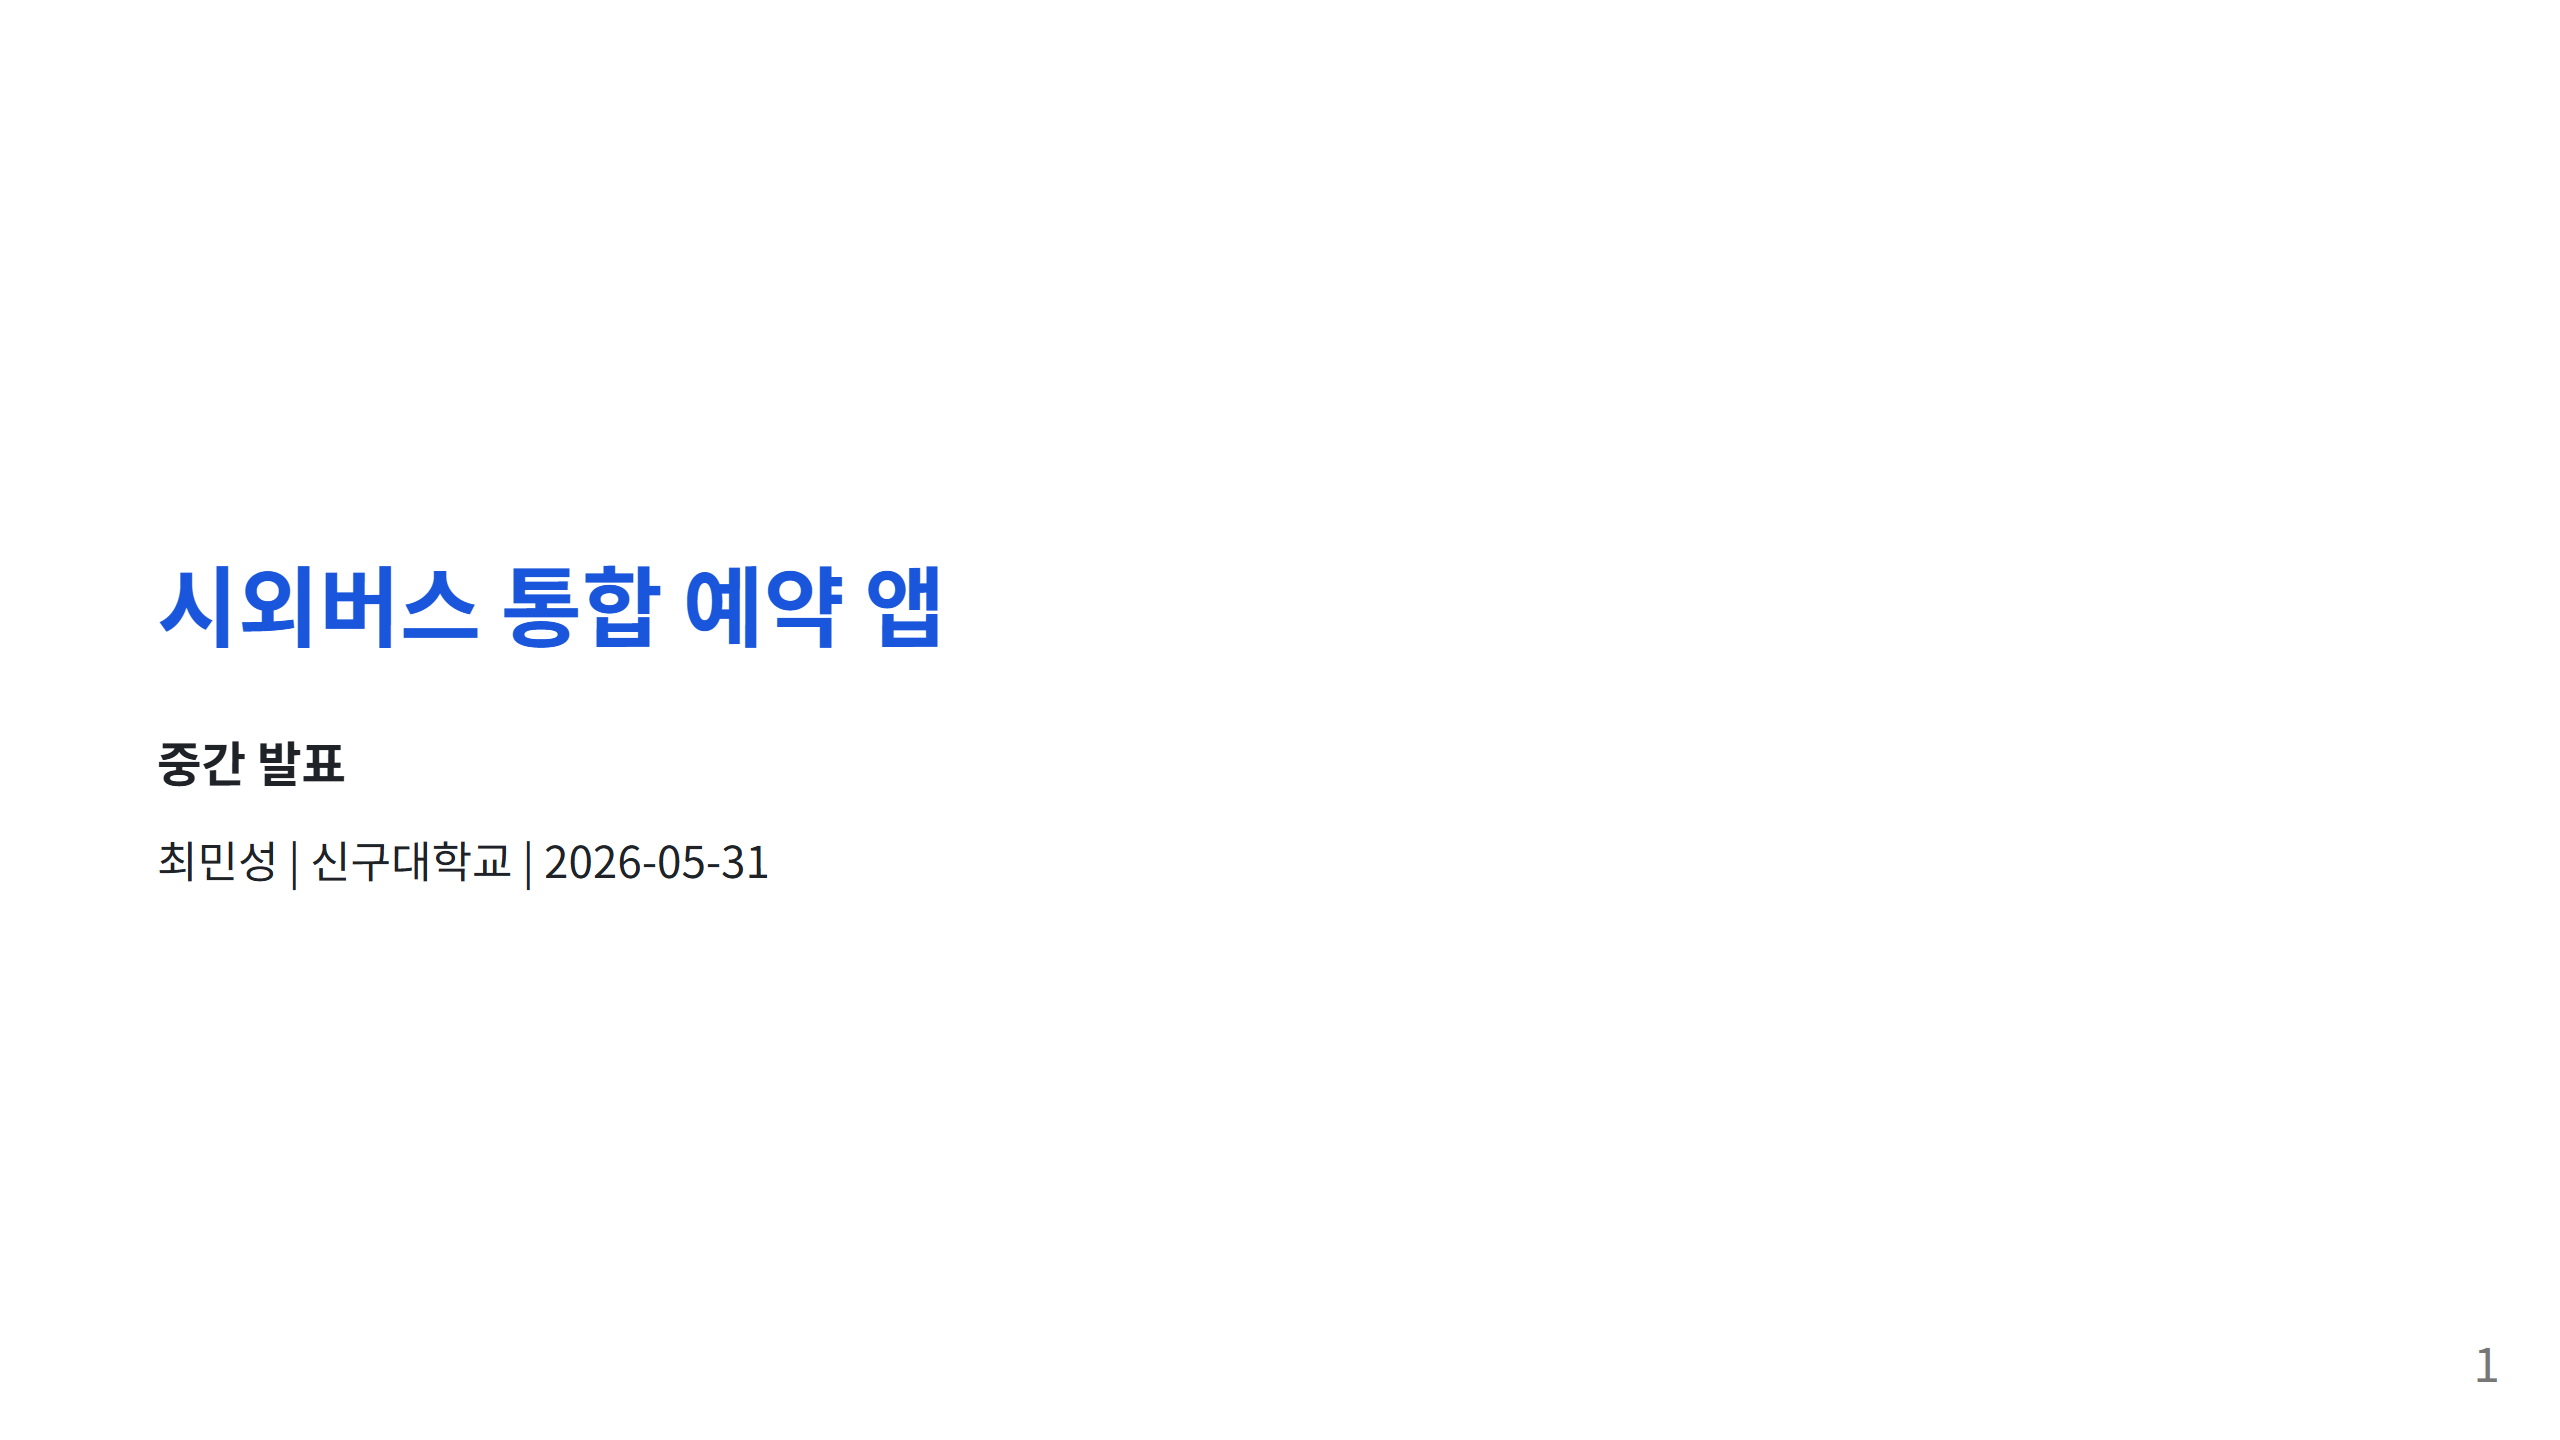 시외버스 통합 예약 앱
중간 발표
최민성 | 신구대학교 | 2026-05-31
1